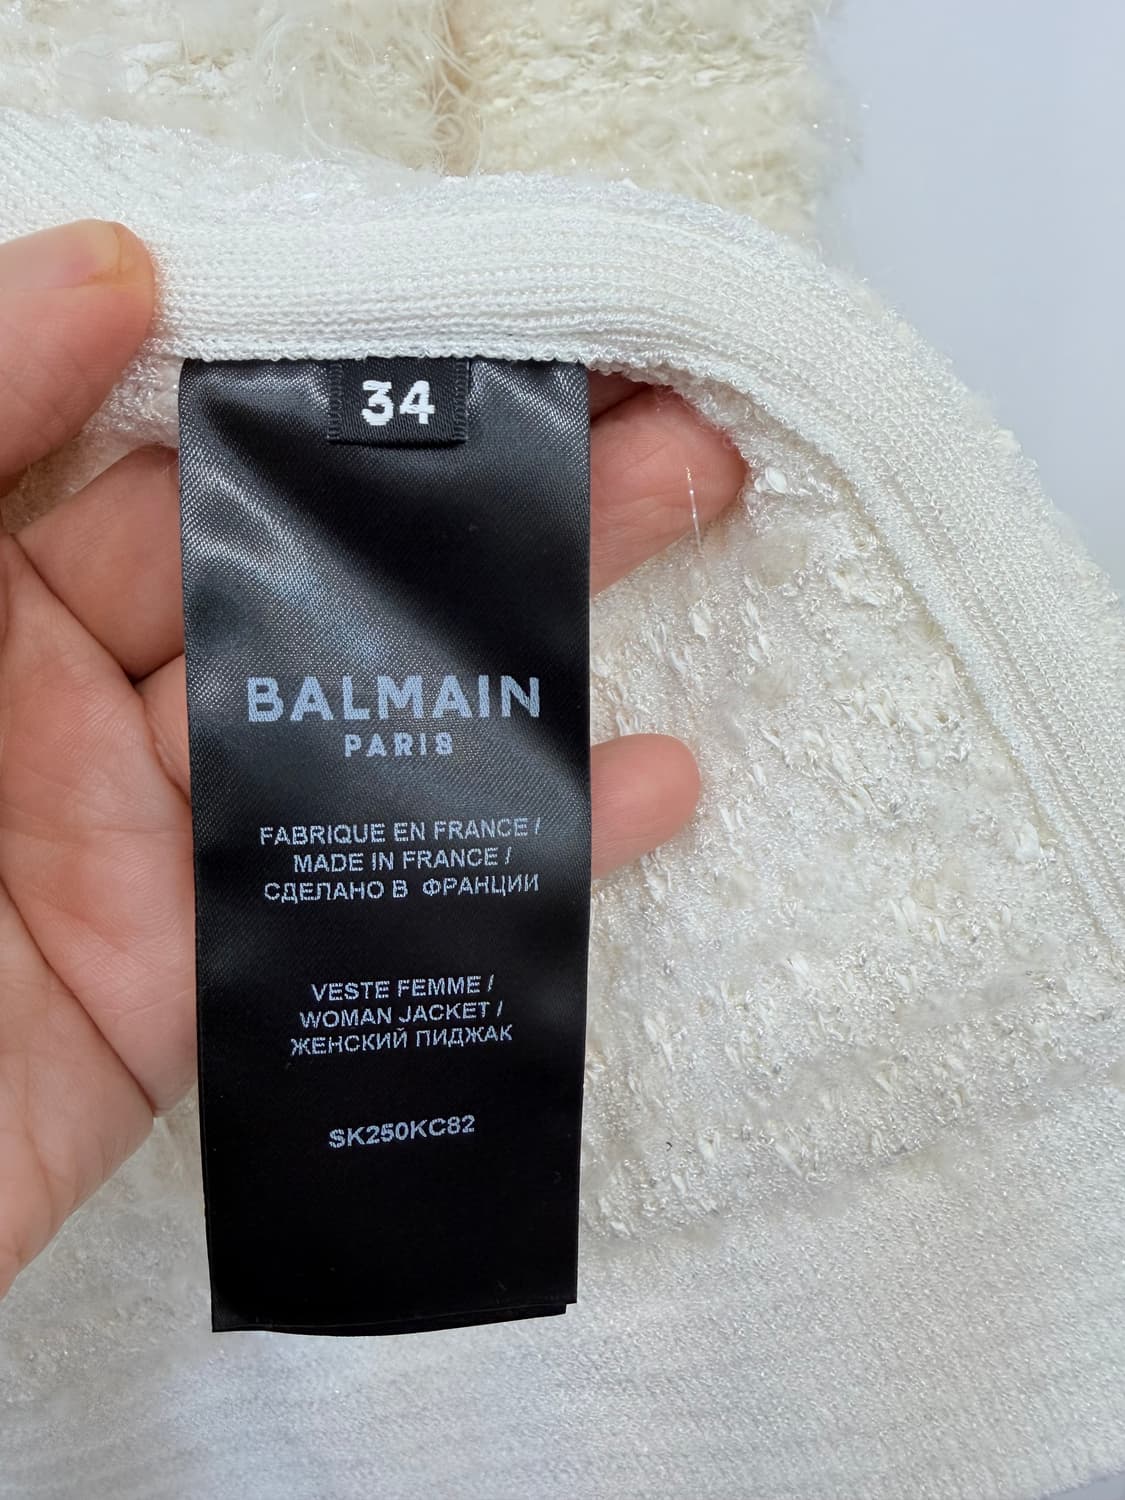 34
BALMAIN
PARIS
FABRIQUE EN FRANCE /
MADE IN FRANCE /
СДЕЛАНО В ФРАНЦИИ
VESTE FEMME /
WOMAN JACKET /
ЖЕНСКИЙ ПИДЖАК
SK250KC82